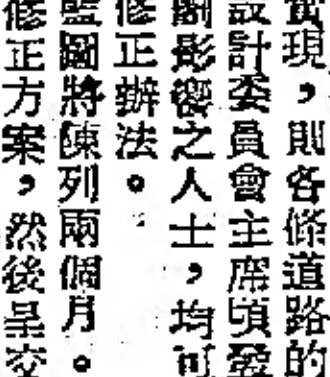 實現，則各條道路的
設計委員會主席頃發
劃影響之人士，均可
修正辦法。
監圖將陳列兩個月。
修正方案，然後呈交